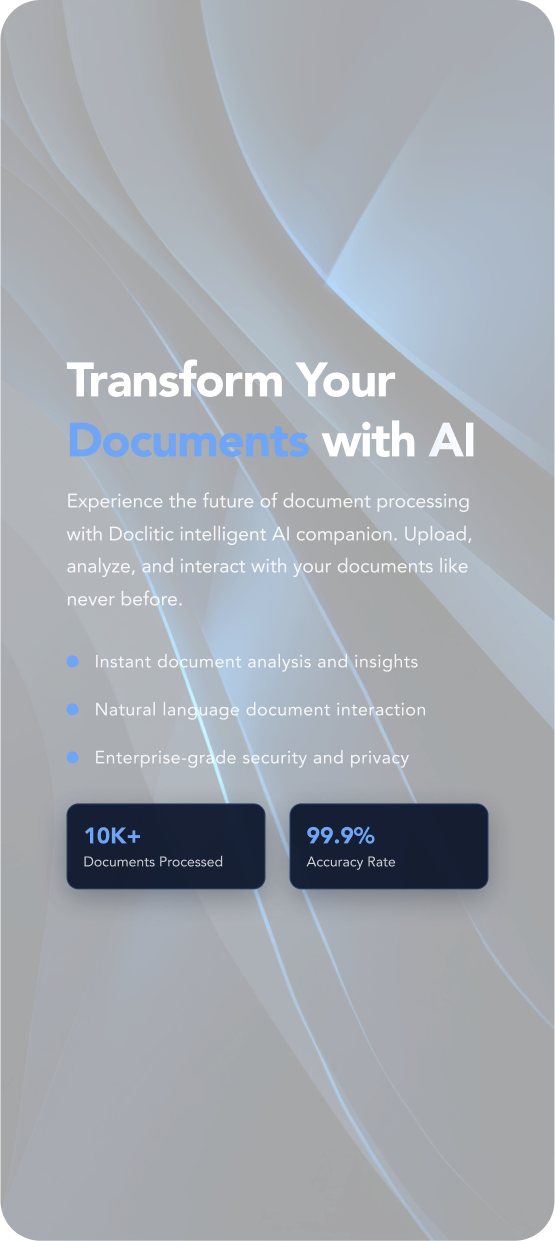 Transform Your
Documents with AI
Experience the future of document processing
with Doclitic intelligent AI companion. Upload,
analyze, and interact with your documents like
never before.
Instant document analysis and insights
Natural language document interaction
Enterprise-grade security and privacy
10K+
Documents Processed
99.9%
Accuracy Rate